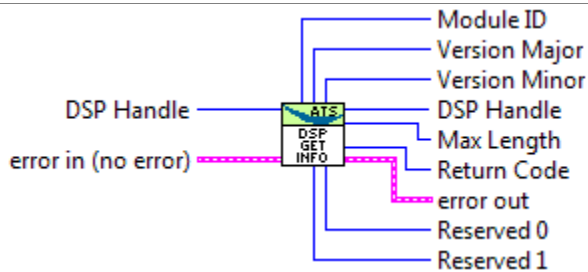 Module ID
Version Major
Version Minor
DSP Handle
DSP Handle
Max Length
Return Code
error in (no error)
error out
Reserved 0
Reserved 1
ATS
DSP
GET
INFO